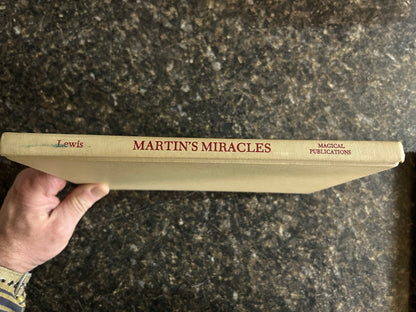 Lewis
MARTIN'S MIRACLES
MAGICAL
PUBLICATIONS